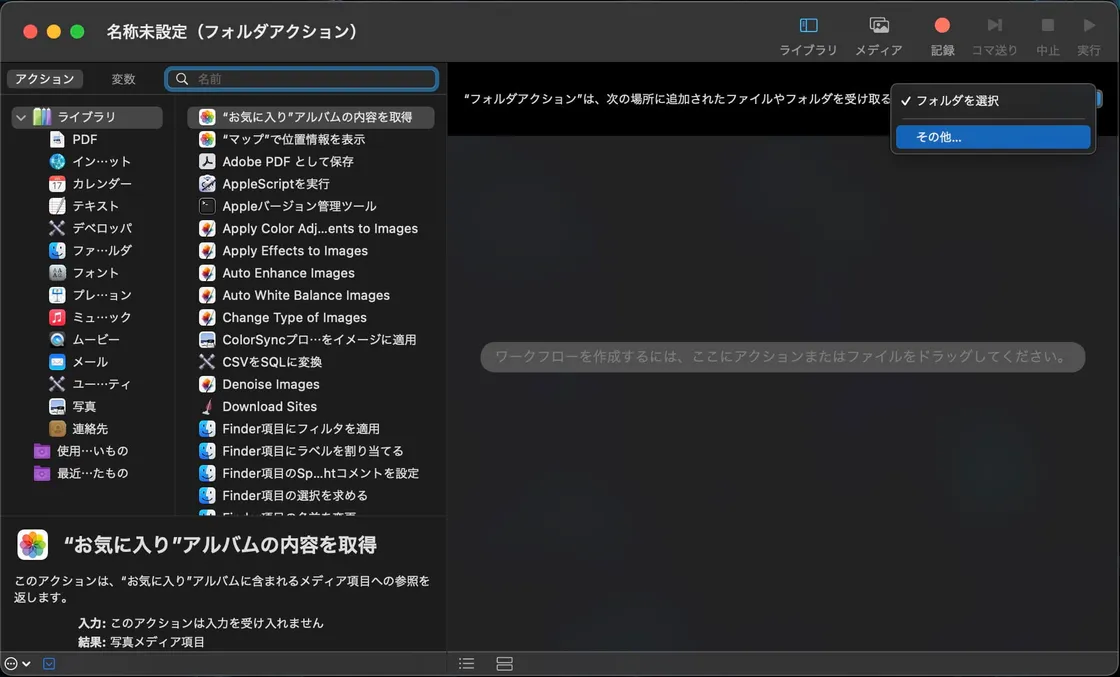 名称未設定（フォルダアクション）
ライブラリ
メディア
記録
コマ送り
中止
実行
アクション
変数
名前
ライブラリ
PDF
イン…ット
カレンダー
テキスト
デベロッパ
ファ…ルダ
フォント
プレ…ョン
ミュ…ック
ムービー
メール
ユー…ティ
写真
連絡先
使用…いもの
最近…たもの
“お気に入り”アルバムの内容を取得
“マップ”で位置情報を表示
Adobe PDF として保存
AppleScriptを実行
Appleバージョン管理ツール
Apply Color Adj...ents to Images
Apply Effects to Images
Auto Enhance Images
Auto White Balance Images
Change Type of Images
ColorSyncプロ…をイメージに適用
CSVをSQLに変換
Denoise Images
Download Sites
Finder項目にフィルタを適用
Finder項目にラベルを割り当てる
Finder項目のSp...htコメントを設定
Finder項目の選択を求める
Finder項目の名前を変更
“お気に入り”アルバムの内容を取得
このアクションは、“お気に入り”アルバムに含まれるメディア項目への参照を
返します。
入力: このアクションは入力を受け入れません
結果: 写真メディア項目
“フォルダアクション”は、次の場所に追加されたファイルやフォルダを受け取る
✓ フォルダを選択
その他...
ワークフローを作成するには、ここにアクションまたはファイルをドラッグしてください。